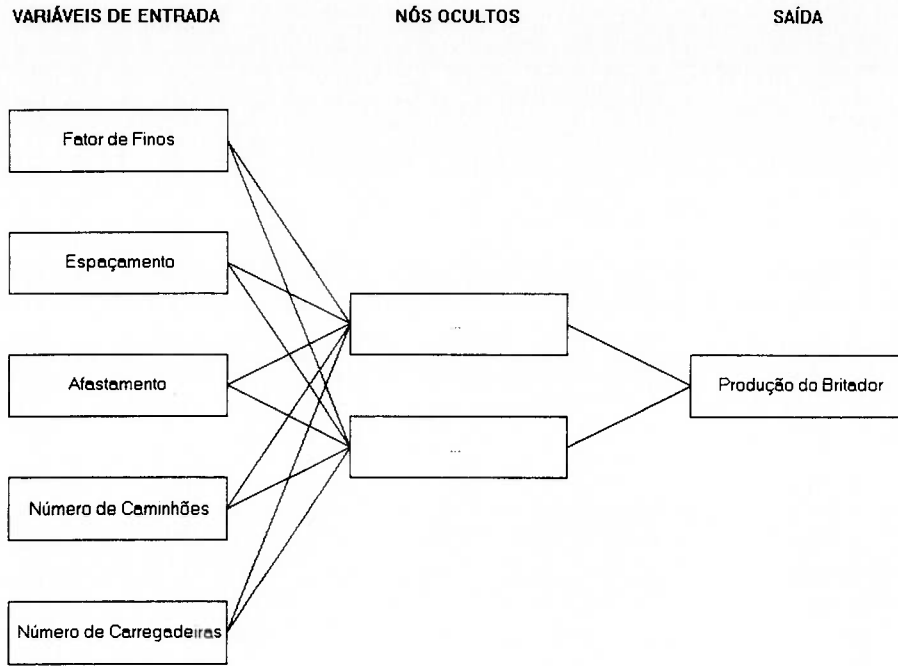 VARIÁVEIS DE ENTRADA
NÓS OCULTOS
SAÍDA
Fator de Finos
Espaçamento
...
Afastamento
Produção do Britador
...
Número de Caminhões
Número de Carregadeiras